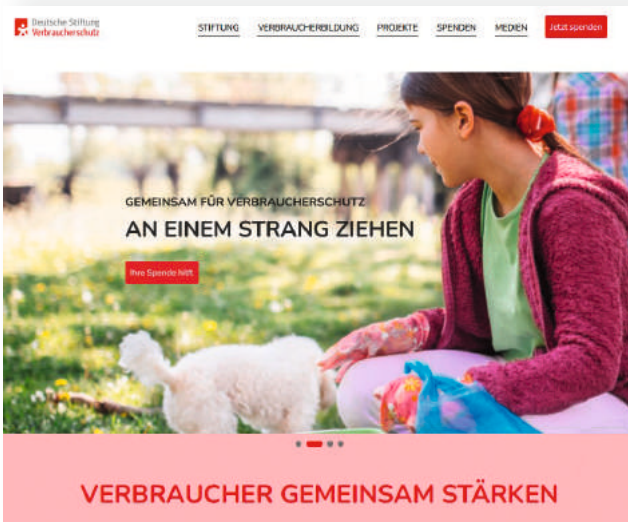 Deutsche Stiftung
Verbraucherschutz
STIFTUNG VERBRAUCHERBILDUNG PROJEKTE SPENDEN MEDIEN Jetzt spenden
GEMEINSAM FÜR VERBRAUCHERSCHUTZ
AN EINEM STRANG ZIEHEN
Ihre Spende hilft
VERBRAUCHER GEMEINSAM STÄRKEN